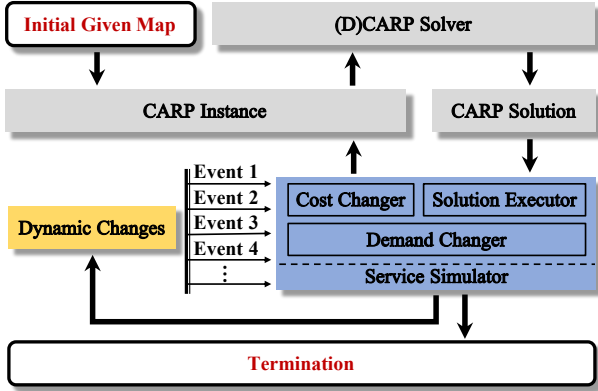 Initial Given Map
(D)CARP Solver
CARP Instance
CARP Solution
Event 1
Event 2
Event 3
Event 4
⋮
Dynamic Changes
Cost Changer
Solution Executor
Demand Changer
Service Simulator
Termination